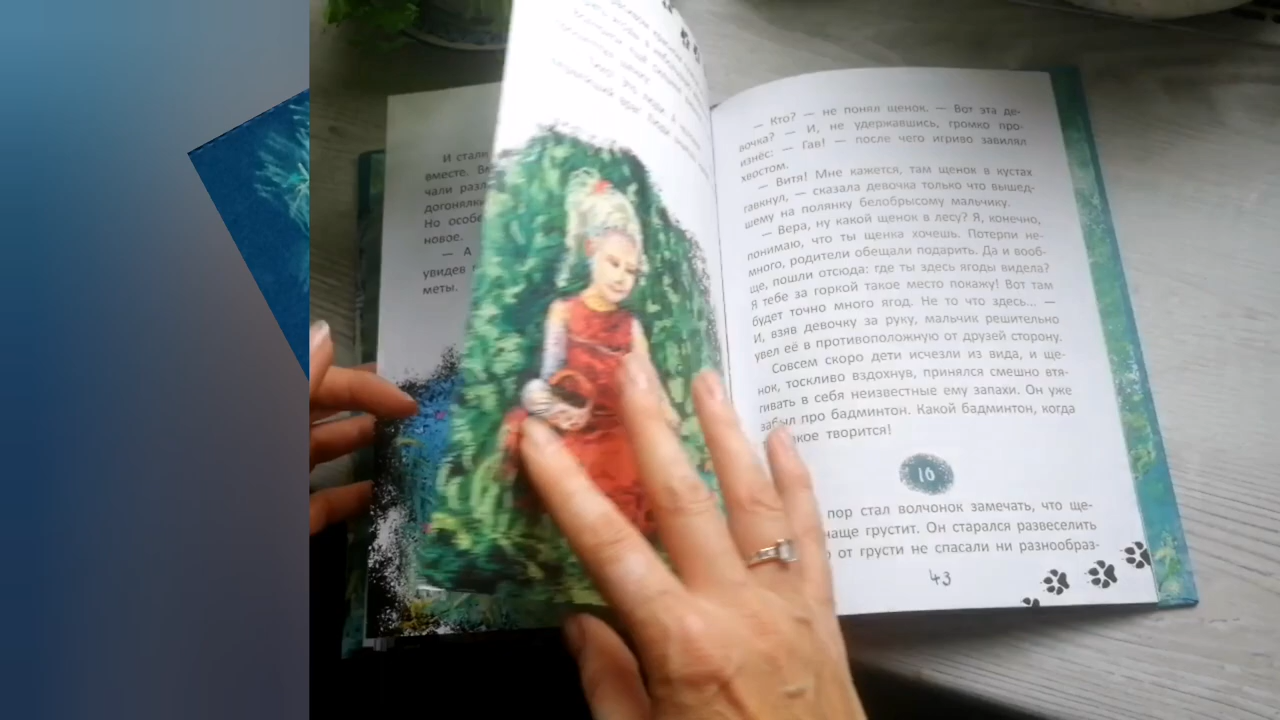 И стали
вместе.
чали разл
догонялки
Но особе
новое.
— А
увидев
меты.
— Кто? — не понял щенок. — Вот эта де-
вочка? — И, не удержавшись, громко про-
изнёс: — Гав! — после чего игриво завилял
хвостом.
— Витя! Мне кажется, там щенок в кустах
гавкнул, — сказала девочка только что вышед-
шему на полянку белобрысому мальчику.
— Вера, ну какой щенок в лесу? Я, конечно,
понимаю, что ты щенка хочешь. Потерпи не-
много, родители обещали подарить. Да и вооб-
ще, пошли отсюда: где ты здесь ягоды видела?
Я тебе за горкой такое место покажу! Вот там
будет точно много ягод. Не то что здесь... —
И, взяв девочку за руку, мальчик решительно
увел её в противоположную от друзей сторону.
Совсем скоро дети исчезли из вида, и ще-
нок, тоскливо вздохнув, принялся смешно втя-
гивать в себя неизвестные ему запахи. Он уже
забыл про бадминтон. Какой бадминтон, когда
творится!
10
пор стал волчонок замечать, что ще-
чаще грустит. Он старался развеселить
от грусти не спасали ни разнообраз-
43